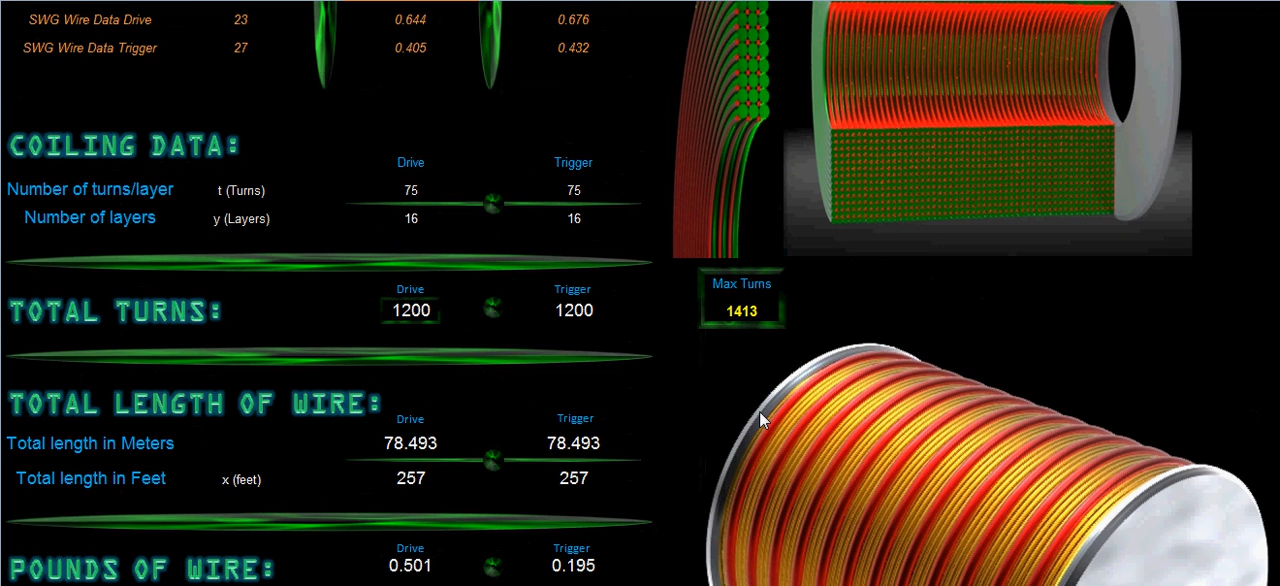 SWG Wire Data Drive 23 0.644 0.676
SWG Wire Data Trigger 27 0.405 0.432
COILING DATA:
Drive Trigger
Number of turns/layer t (Turns) 75 75
Number of layers y (Layers) 16 16
Max Turns
Drive Trigger
TOTAL TURNS: 1200 1200 1413
TOTAL LENGTH OF WIRE:
Drive Trigger
Total length in Meters 78.493 78.493
Total length in Feet x (feet) 257 257
Drive Trigger
POUNDS OF WIRE: 0.501 0.195